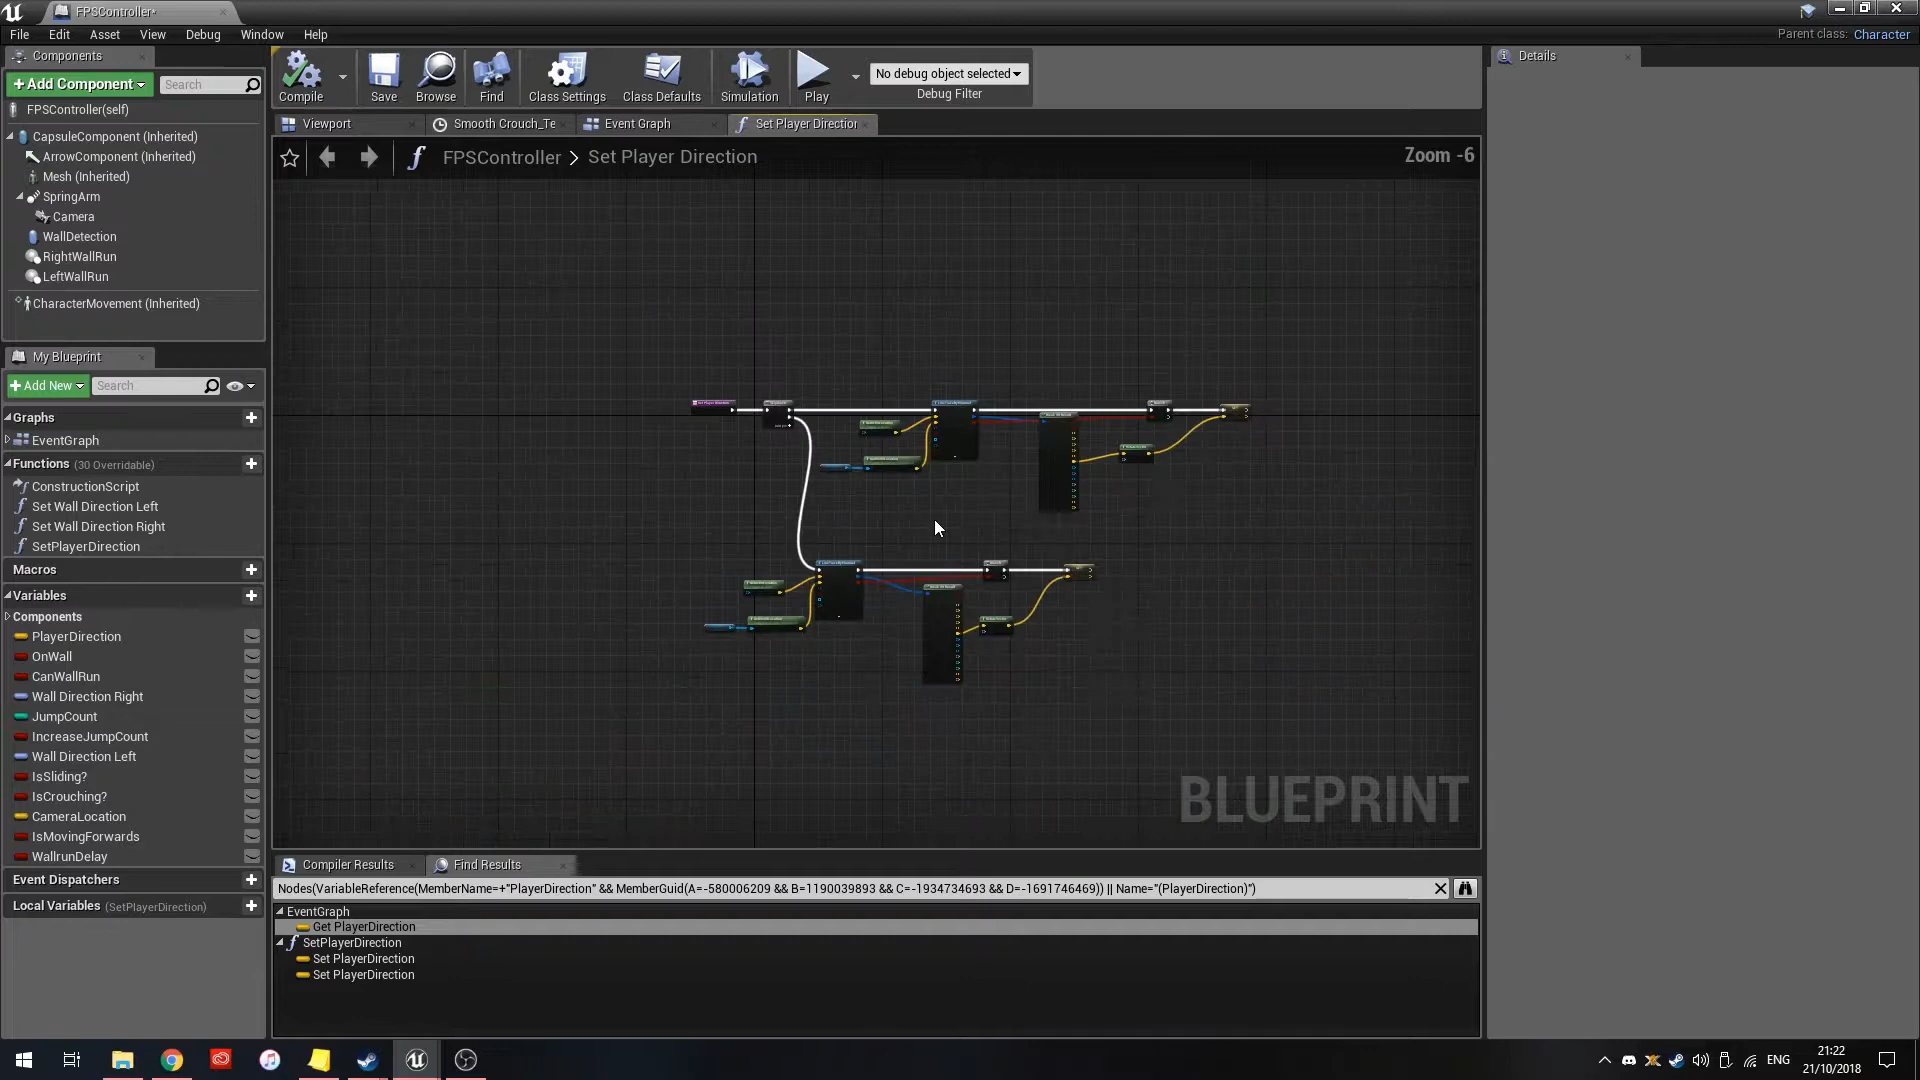 FPSController•
File Edit Asset View Debug Window Help
Parent class: Character
Components
+Add Component
Search
FPSController(self)
CapsuleComponent (Inherited)
ArrowComponent (Inherited)
Mesh (Inherited)
SpringArm
Camera
WallDetection
RightWallRun
LeftWallRun
CharacterMovement (Inherited)
My Blueprint
+Add New
Search
Graphs
EventGraph
Functions (30 Overridable)
ConstructionScript
Set Wall Direction Left
Set Wall Direction Right
SetPlayerDirection
Macros
Variables
Components
PlayerDirection
OnWall
CanWallRun
Wall Direction Right
JumpCount
IncreaseJumpCount
Wall Direction Left
IsSliding?
IsCrouching?
CameraLocation
IsMovingForwards
WallrunDelay
Event Dispatchers
Local Variables (SetPlayerDirection)
Compile
Save
Browse
Find
Class Settings
Class Defaults
Simulation
Play
No debug object selected
Debug Filter
Viewport
Smooth Crouch_Te
Event Graph
Set Player Direction
FPSController > Set Player Direction
Zoom -6
BLUEPRINT
Compiler Results
Find Results
Nodes(VariableReference(MemberName=+"PlayerDirection" && MemberGuid(A=-580006209 && B=1190039893 && C=-1934734693 && D=-1691746469)) || Name="(PlayerDirection)")
EventGraph
Get PlayerDirection
SetPlayerDirection
Set PlayerDirection
Set PlayerDirection
Details
ENG
21:22
21/10/2018